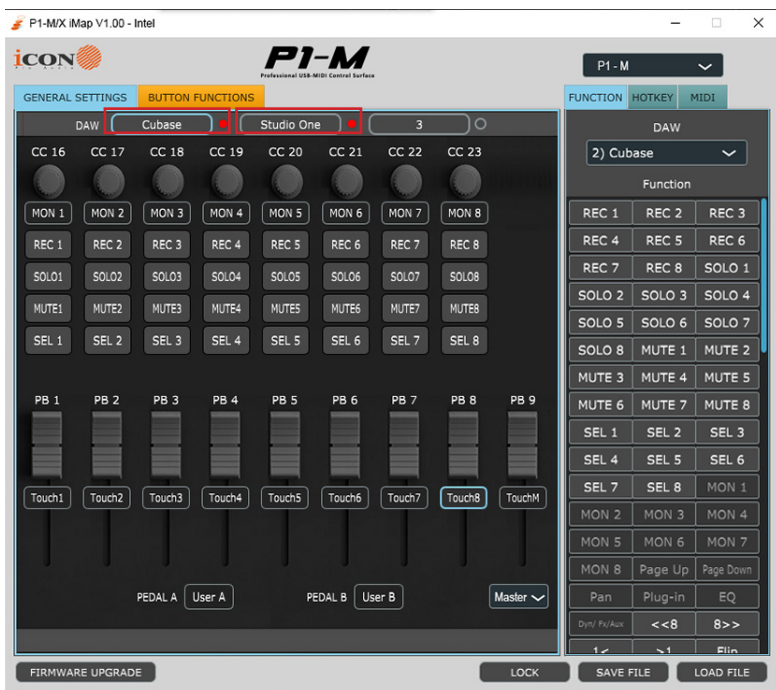 P1-M/X iMap V1.00 - Intel
iCON
P1-M
Professional USB-MIDI Control Surface
P1 - M
GENERAL SETTINGS BUTTON FUNCTIONS
FUNCTION HOTKEY MIDI
DAW Cubase Studio One 3
CC 16 CC 17 CC 18 CC 19 CC 20 CC 21 CC 22 CC 23
MON 1 MON 2 MON 3 MON 4 MON 5 MON 6 MON 7 MON 8
REC 1 REC 2 REC 3 REC 4 REC 5 REC 6 REC 7 REC 8
SOLO1 SOLO2 SOLO3 SOLO4 SOLO5 SOLO6 SOLO7 SOLO8
MUTE1 MUTE2 MUTE3 MUTE4 MUTE5 MUTE6 MUTE7 MUTE8
SEL 1 SEL 2 SEL 3 SEL 4 SEL 5 SEL 6 SEL 7 SEL 8
PB 1 PB 2 PB 3 PB 4 PB 5 PB 6 PB 7 PB 8 PB 9
Touch1 Touch2 Touch3 Touch4 Touch5 Touch6 Touch7 Touch8 TouchM
PEDAL A User A PEDAL B User B Master
DAW
2) Cubase
Function
REC 1 REC 2 REC 3
REC 4 REC 5 REC 6
REC 7 REC 8 SOLO 1
SOLO 2 SOLO 3 SOLO 4
SOLO 5 SOLO 6 SOLO 7
SOLO 8 MUTE 1 MUTE 2
MUTE 3 MUTE 4 MUTE 5
MUTE 6 MUTE 7 MUTE 8
SEL 1 SEL 2 SEL 3
SEL 4 SEL 5 SEL 6
SEL 7 SEL 8 MON 1
MON 2 MON 3 MON 4
MON 5 MON 6 MON 7
MON 8 Page Up Page Down
Pan Plug-in EQ
Dyn/ Fx/Aux <<8 8>>
1< >1 Flip
FIRMWARE UPGRADE LOCK SAVE FILE LOAD FILE